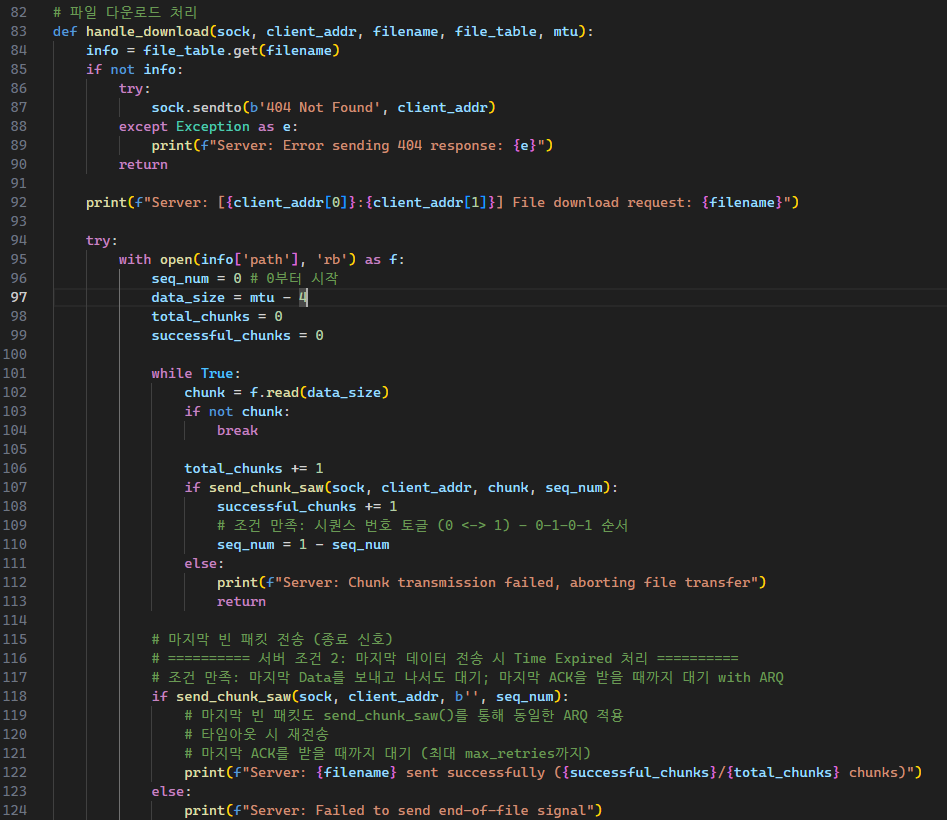 82 # 파일 다운로드 처리
83 def handle_download(sock, client_addr, filename, file_table, mtu):
84     info = file_table.get(filename)
85     if not info:
86         try:
87             sock.sendto(b'404 Not Found', client_addr)
88         except Exception as e:
89             print(f"Server: Error sending 404 response: {e}")
90         return
91
92     print(f"Server: [{client_addr[0]}:{client_addr[1]}] File download request: {filename}")
93
94     try:
95         with open(info['path'], 'rb') as f:
96             seq_num = 0 # 0부터 시작
97             data_size = mtu - 4
98             total_chunks = 0
99             successful_chunks = 0
100
101             while True:
102                 chunk = f.read(data_size)
103                 if not chunk:
104                     break
105
106                 total_chunks += 1
107                 if send_chunk_saw(sock, client_addr, chunk, seq_num):
108                     successful_chunks += 1
109                     # 조건 만족: 시퀀스 번호 토글 (0 <-> 1) - 0-1-0-1 순서
110                     seq_num = 1 - seq_num
111                 else:
112                     print(f"Server: Chunk transmission failed, aborting file transfer")
113                     return
114
115             # 마지막 빈 패킷 전송 (종료 신호)
116             # ========== 서버 조건 2: 마지막 데이터 전송 시 Time Expired 처리 ==========
117             # 조건 만족: 마지막 Data를 보내고 나서도 대기; 마지막 ACK을 받을 때까지 대기 with ARQ
118             if send_chunk_saw(sock, client_addr, b'', seq_num):
119                 # 마지막 빈 패킷도 send_chunk_saw()를 통해 동일한 ARQ 적용
120                 # 타임아웃 시 재전송
121                 # 마지막 ACK를 받을 때까지 대기 (최대 max_retries까지)
122                 print(f"Server: {filename} sent successfully ({successful_chunks}/{total_chunks} chunks)")
123             else:
124                 print(f"Server: Failed to send end-of-file signal")